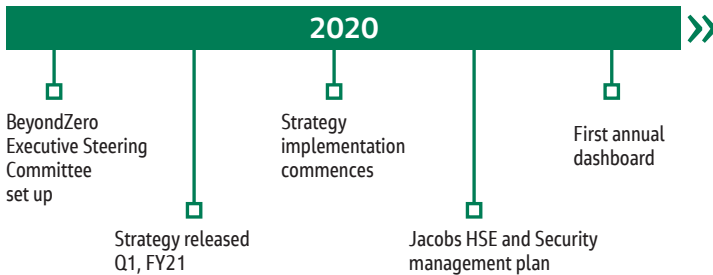 2020
BeyondZero
Executive Steering
Committee
set up
Strategy released
Q1, FY21
Strategy
implementation
commences
Jacobs HSE and Security
management plan
First annual
dashboard